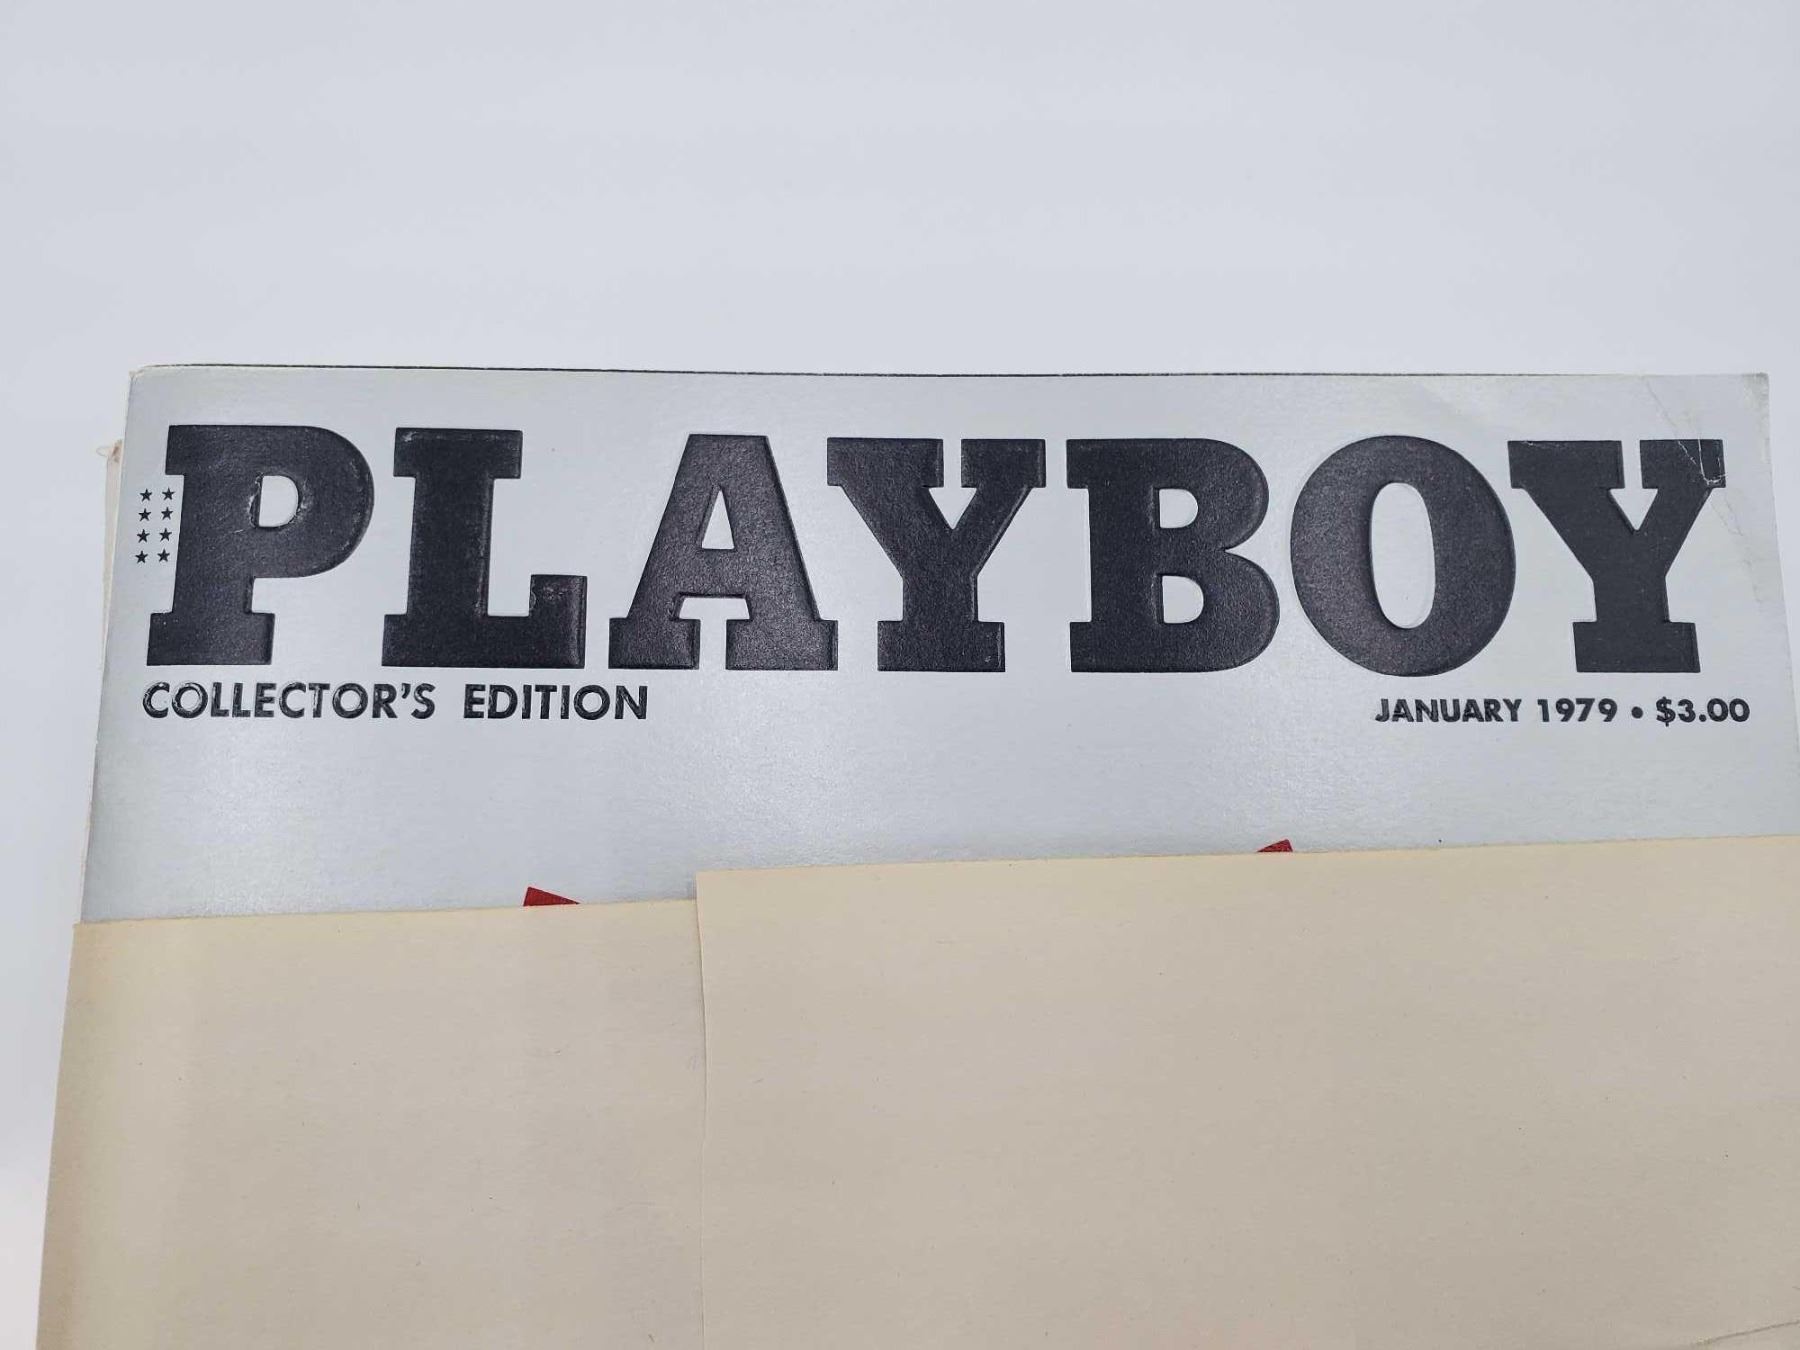 PLAYBOY
COLLECTOR'S EDITION
JANUARY 1979 • $3.00